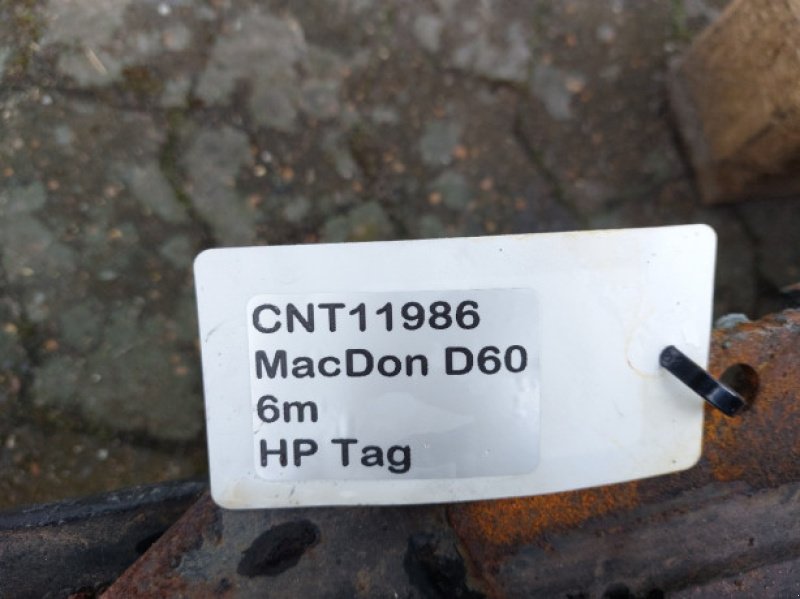 CNT11986
MacDon D60
6m
HP Tag